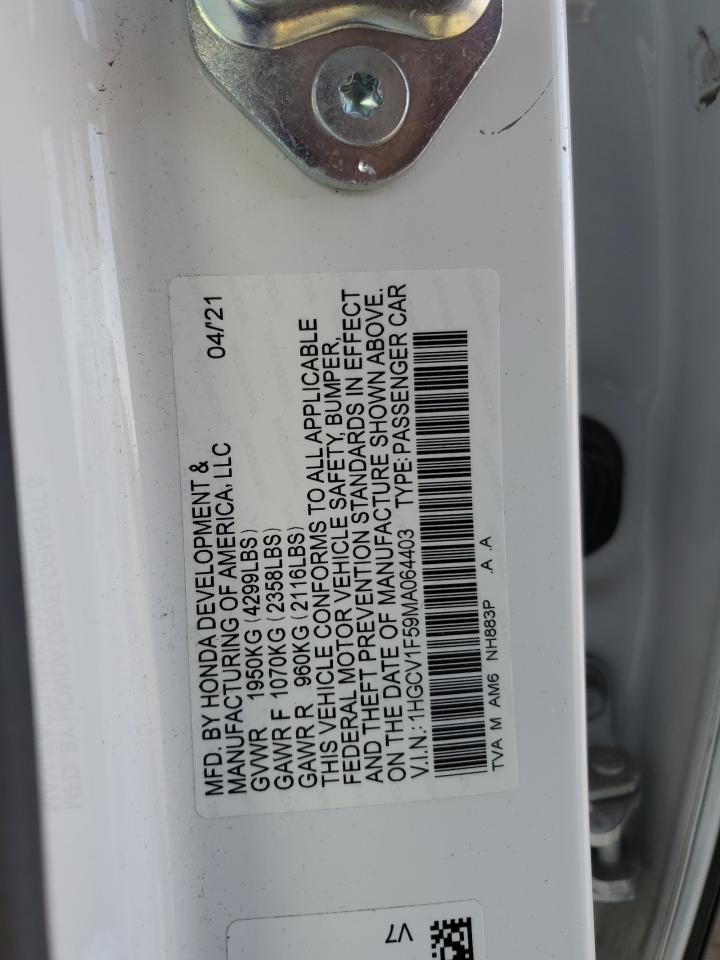 MFD. BY HONDA DEVELOPMENT & 04/'21
MANUFACTURING OF AMERICA, LLC
GVWR 1950KG (4299LBS)
GAWR F 1070KG (2358LBS)
GAWR R 960KG (2116LBS)
THIS VEHICLE CONFORMS TO ALL APPLICABLE
FEDERAL MOTOR VEHICLE SAFETY, BUMPER,
AND THEFT PREVENTION STANDARDS IN EFFECT
ON THE DATE OF MANUFACTURE SHOWN ABOVE.
V.I.N.: 1HGCV1F59MA064403 TYPE: PASSENGER CAR
TVA M AM6 NH883P .A .A
V7